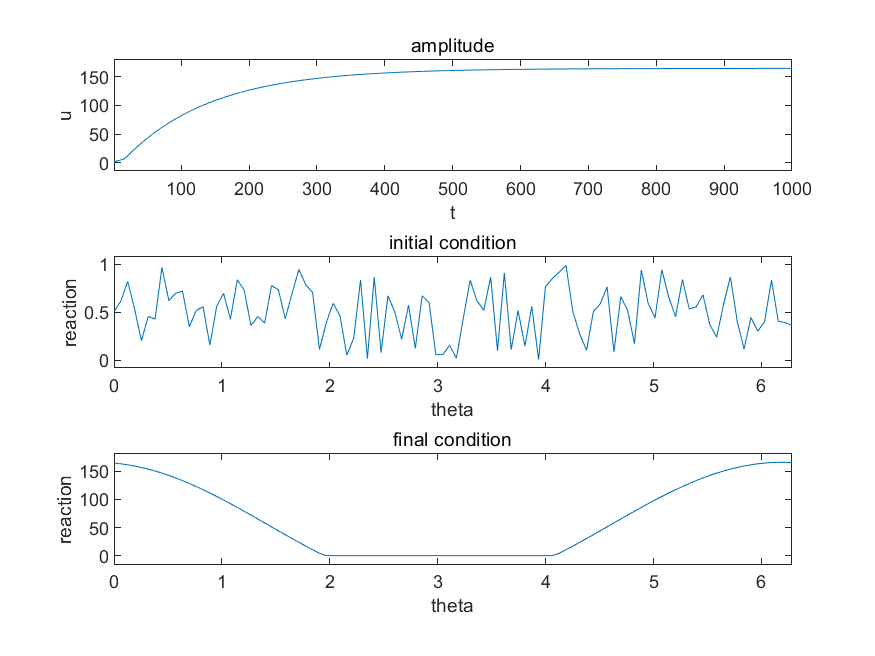 amplitude
150
100
50
0
u
100 200 300 400 500 600 700 800 900 1000
t
initial condition
1
0.5
0
reaction
0 1 2 3 4 5 6
theta
final condition
150
100
50
0
reaction
0 1 2 3 4 5 6
theta